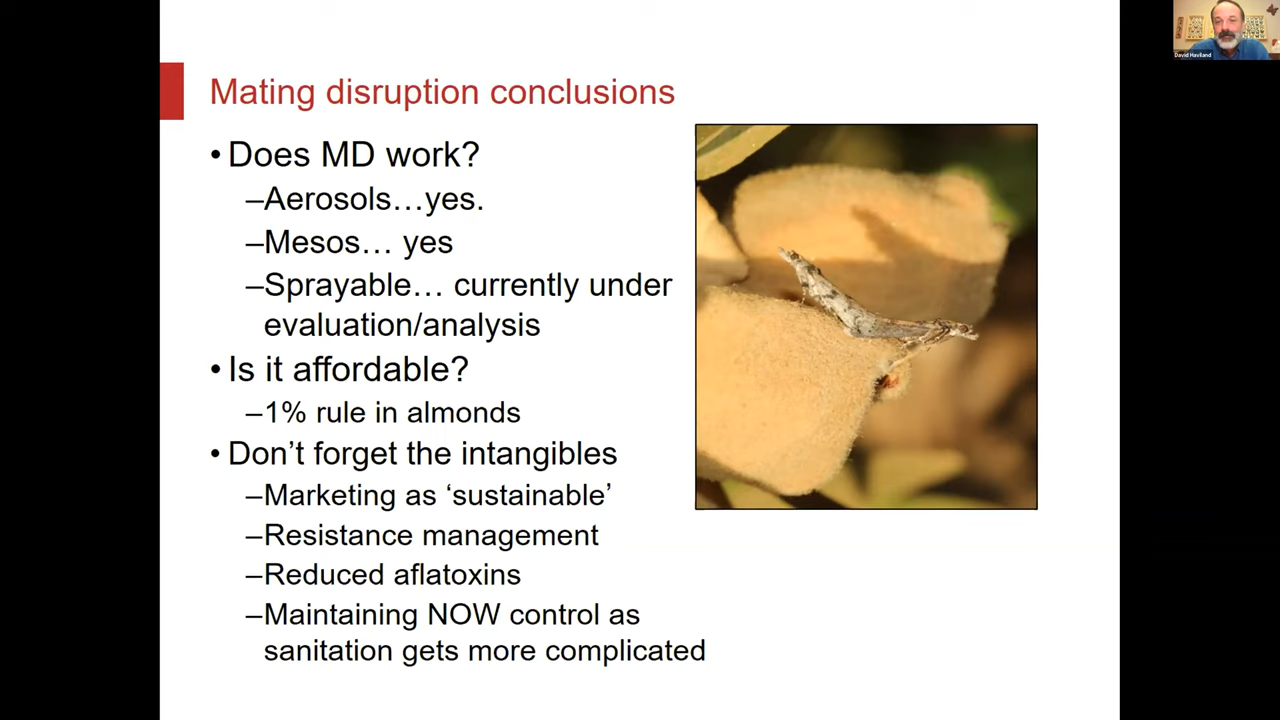 Mating disruption conclusions
• Does MD work?
–Aerosols…yes.
–Mesos… yes
–Sprayable… currently under
evaluation/analysis
• Is it affordable?
–1% rule in almonds
• Don’t forget the intangibles
–Marketing as ‘sustainable’
–Resistance management
–Reduced aflatoxins
–Maintaining NOW control as
sanitation gets more complicated
David Haviland